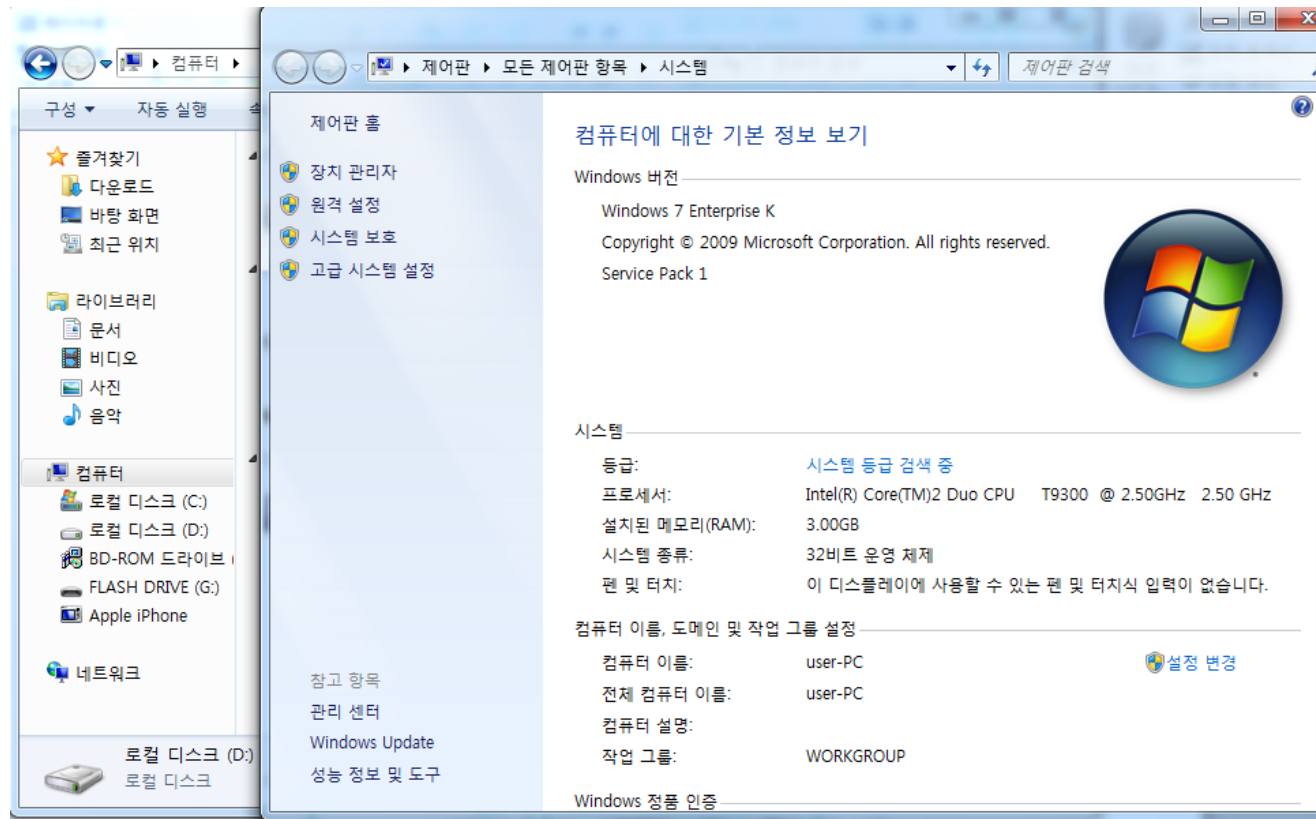 컴퓨터
구성
자동 실행
즐겨찾기
다운로드
바탕 화면
최근 위치
라이브러리
문서
비디오
사진
음악
컴퓨터
로컬 디스크 (C:)
로컬 디스크 (D:)
BD-ROM 드라이브
FLASH DRIVE (G:)
Apple iPhone
네트워크
로컬 디스크 (D:)
로컬 디스크
제어판 모든 제어판 항목 시스템
제어판 검색
제어판 홈
장치 관리자
원격 설정
시스템 보호
고급 시스템 설정
참고 항목
관리 센터
Windows Update
성능 정보 및 도구
컴퓨터에 대한 기본 정보 보기
Windows 버전
Windows 7 Enterprise K
Copyright © 2009 Microsoft Corporation. All rights reserved.
Service Pack 1
시스템
등급: 시스템 등급 검색 중
프로세서: Intel(R) Core(TM)2 Duo CPU T9300 @ 2.50GHz 2.50 GHz
설치된 메모리(RAM): 3.00GB
시스템 종류: 32비트 운영 체제
펜 및 터치: 이 디스플레이에 사용할 수 있는 펜 및 터치식 입력이 없습니다.
컴퓨터 이름, 도메인 및 작업 그룹 설정
컴퓨터 이름: user-PC 설정 변경
전체 컴퓨터 이름: user-PC
컴퓨터 설명:
작업 그룹: WORKGROUP
Windows 정품 인증